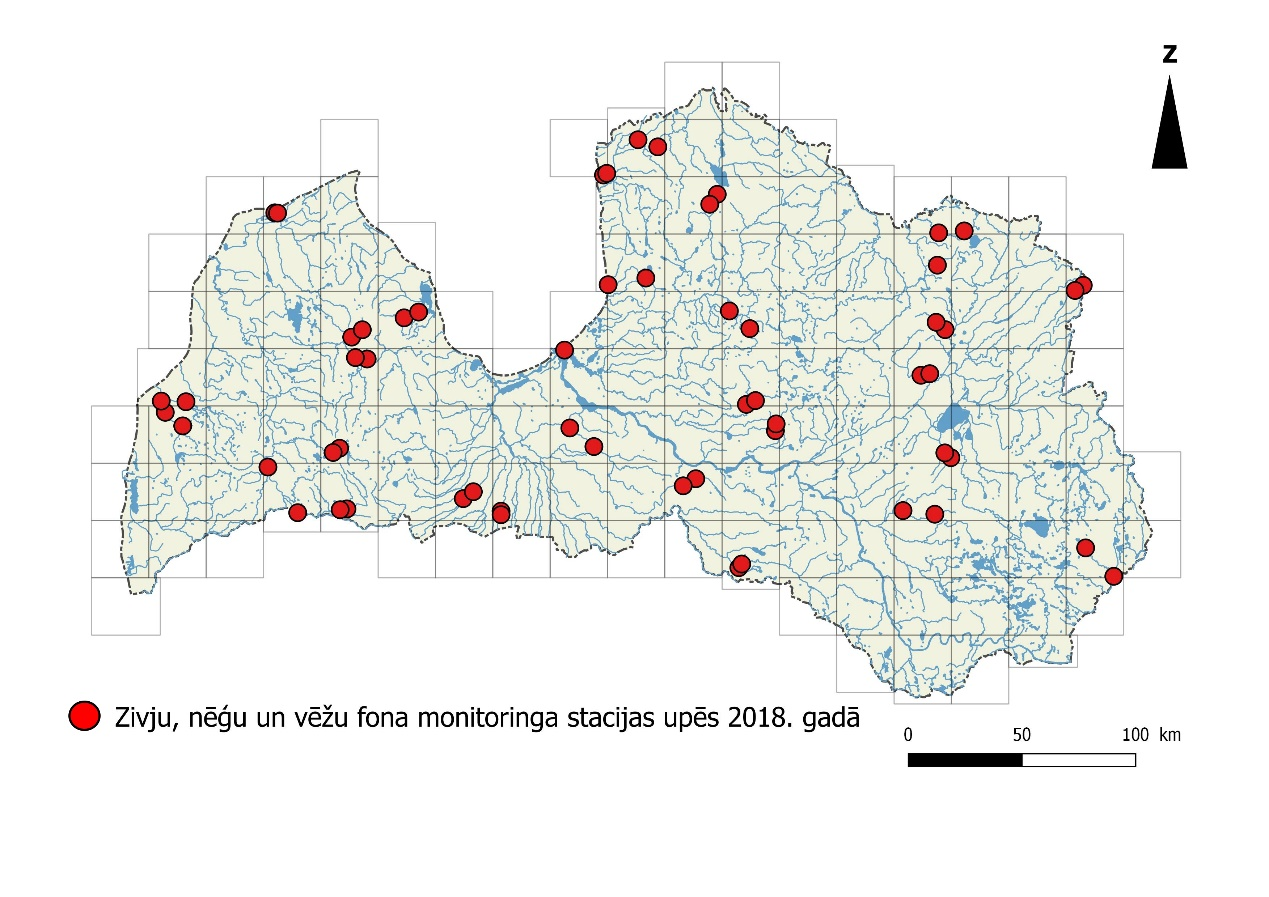 Z
Zivju, nēģu un vēžu fona monitoringa stacijas upēs 2018. gadā
0 50 100 km